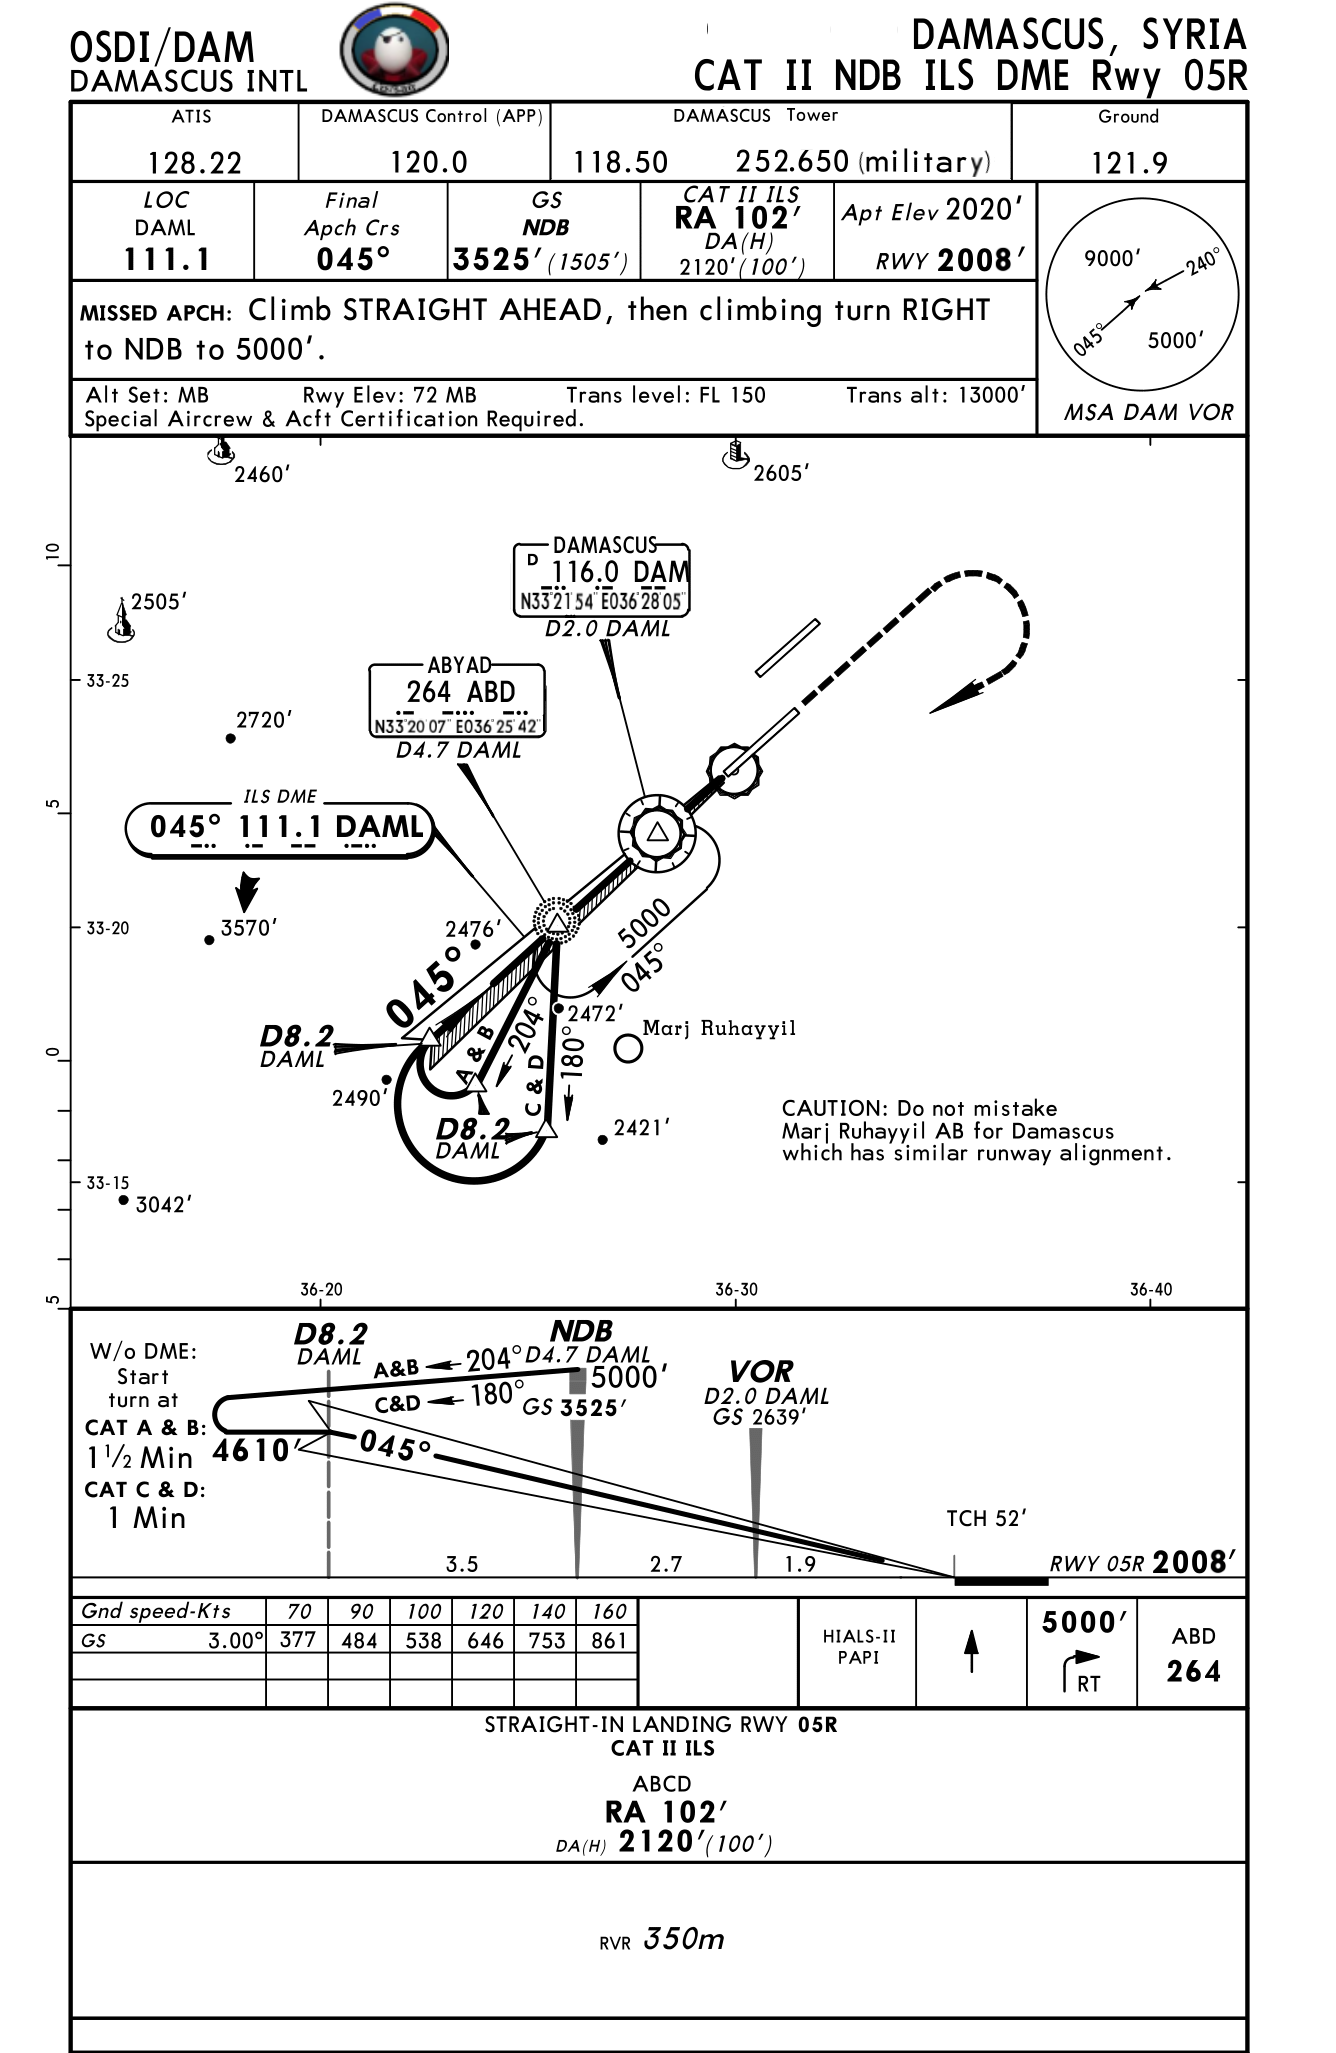 OSDI/DAM
DAMASCUS INTL
DAMASCUS, SYRIA
CAT II NDB ILS DME Rwy 05R
ATIS
128.22
DAMASCUS Control (APP)
120.0
DAMASCUS Tower
118.50 252.650 (military)
Ground
121.9
LOC
DAML
111.1
Final
Apch Crs
045°
GS
NDB
3525' (1505')
CAT II ILS
RA 102'
DA(H)
2120' (100')
Apt Elev 2020'
RWY 2008'
9000'
240°
045°
5000'
MSA DAM VOR
MISSED APCH: Climb STRAIGHT AHEAD, then climbing turn RIGHT
to NDB to 5000'.
Alt Set: MB Rwy Elev: 72 MB Trans level: FL 150 Trans alt: 13000'
Special Aircrew & Acft Certification Required.
2460'
2605'
10
2505'
DAMASCUS
D 116.0 DAM
N33°21'54" E036°28'05"
D2.0 DAML
33-25
ABYAD
264 ABD
N33°20'07" E036°25'42"
D4.7 DAML
2720'
5
ILS DME
045° 111.1 DAML
3570'
33-20
2476'
5000
045°
045°
2472'
Marj Ruhayyil
D8.2
DAML
0
A & B
204°
C & D
180°
2490'
D8.2
DAML
2421'
CAUTION: Do not mistake
Marj Ruhayyil AB for Damascus
which has similar runway alignment.
33-15
3042'
5
36-20
36-30
36-40
W/o DME:
Start
turn at
CAT A & B:
1 1/2 Min
CAT C & D:
1 Min
D8.2
DAML
NDB
D4.7 DAML
A&B 204°
5000'
C&D 180°
GS 3525'
VOR
D2.0 DAML
GS 2639'
4610'
045°
TCH 52'
3.5
2.7
1.9
RWY 05R 2008'
Gnd speed-Kts 70 90 100 120 140 160
GS 3.00° 377 484 538 646 753 861
HIALS-II
PAPI
5000'
RT
ABD
264
STRAIGHT-IN LANDING RWY 05R
CAT II ILS
ABCD
RA 102'
DA(H) 2120' (100')
RVR 350m